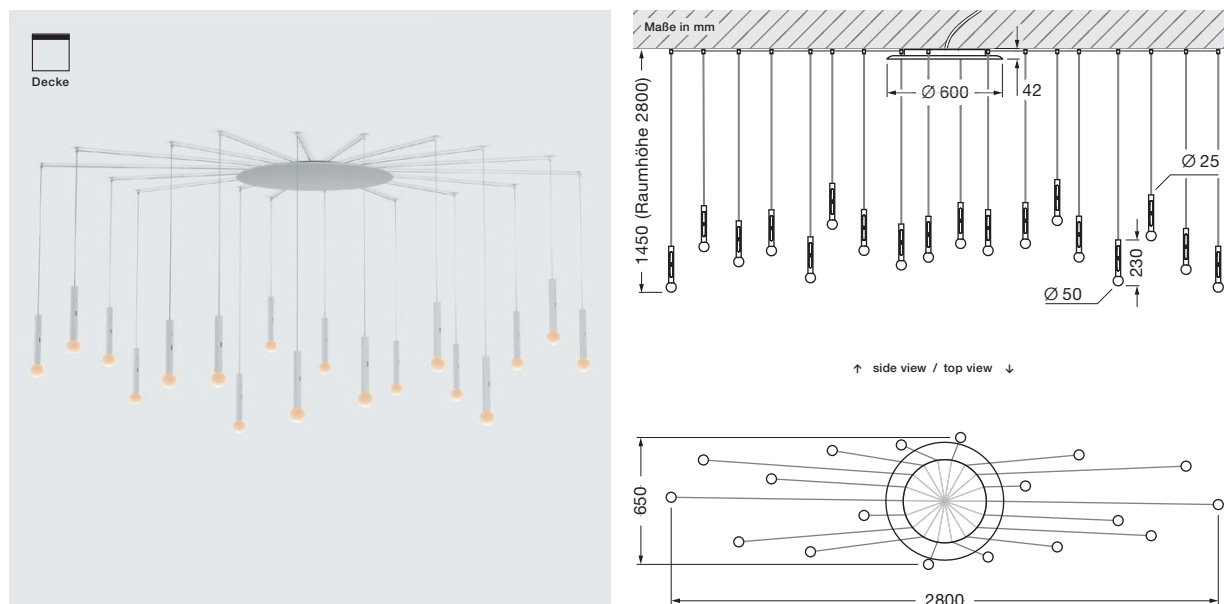 Decke
Maße in mm
1450 (Raumhöhe 2800)
Ø 600
42
Ø 25
230
Ø 50
↑ side view / top view ↓
650
2800